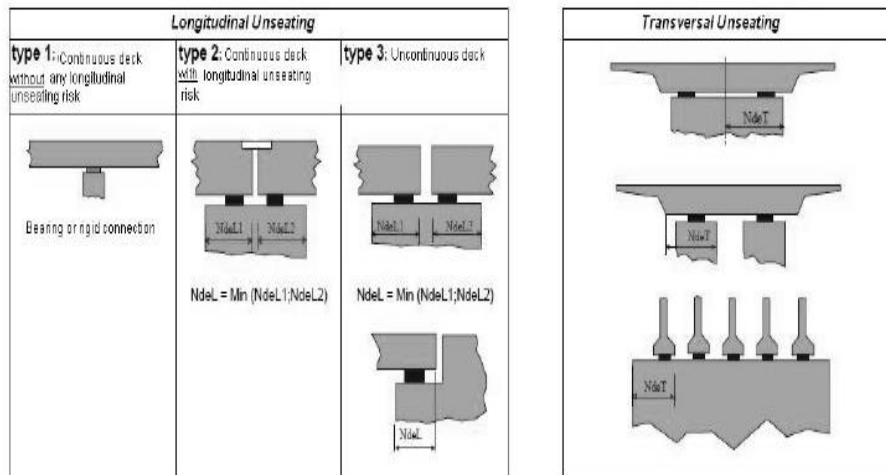 Longitudinal Unseating
type 1: Continuous deck
without any longitudinal
unseating risk
type 2: Continuous deck
with longitudinal unseating
risk
type 3: Uncontinuous deck
Bearing or rigid connection
NdeL1
NdeL2
NdeL = Min (NdeL1;NdeL2)
NdeL1
NdeL2
NdeL = Min (NdeL1;NdeL2)
NdeL
Transversal Unseating
NdeT
NdeT
NdeT